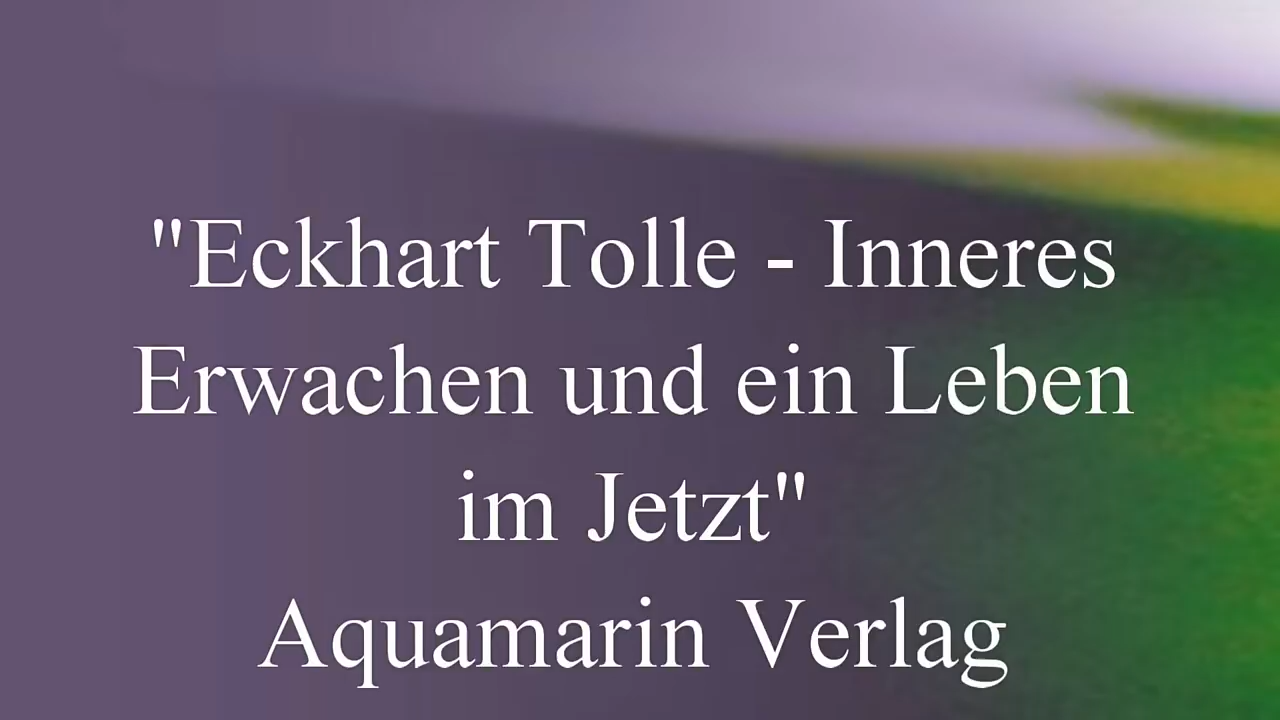 "Eckhart Tolle - Inneres
Erwachen und ein Leben
im Jetzt"
Aquamarin Verlag